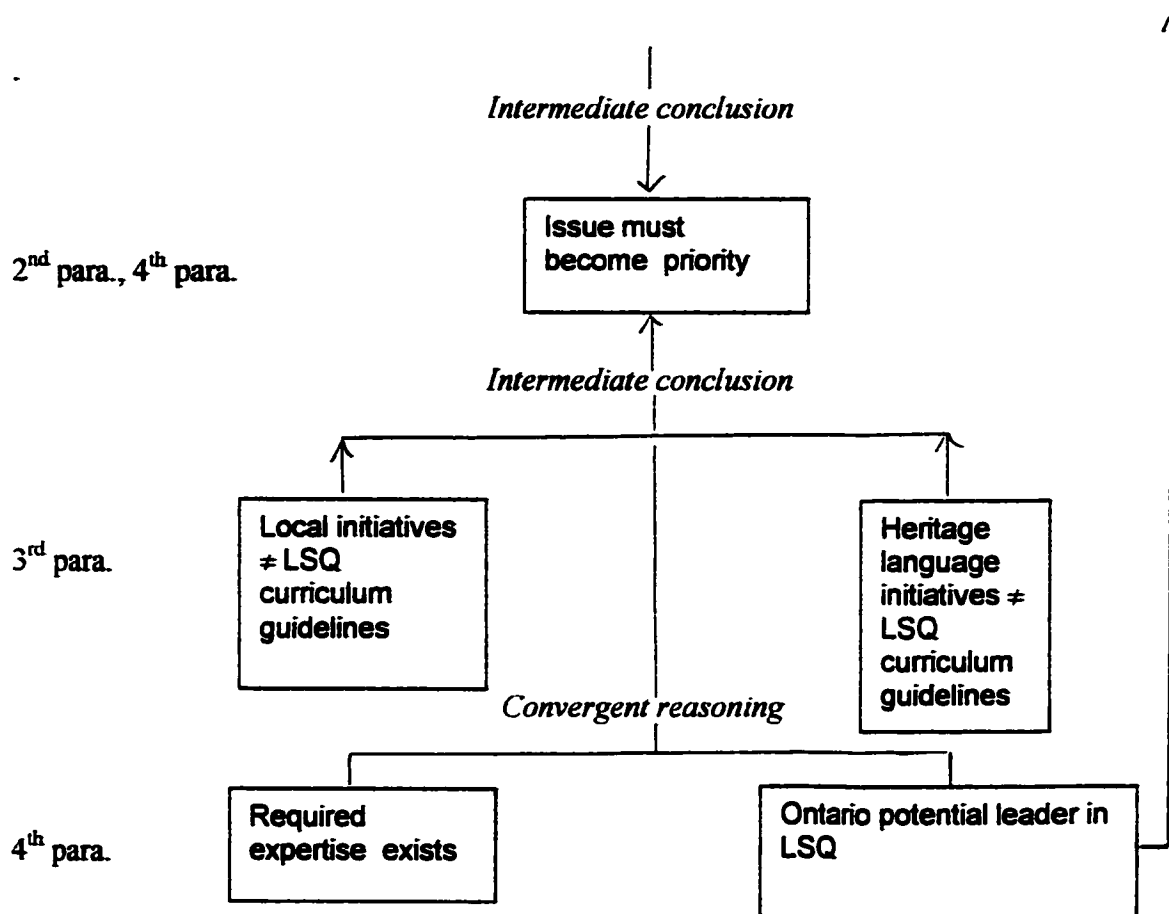 Intermediate conclusion
Issue must
become priority
2nd para., 4th para.
Intermediate conclusion
Local initiatives
≠ LSQ
curriculum
guidelines
Heritage
language
initiatives ≠
LSQ
curriculum
guidelines
3rd para.
Convergent reasoning
Required
expertise exists
Ontario potential leader in
LSQ
4th para.